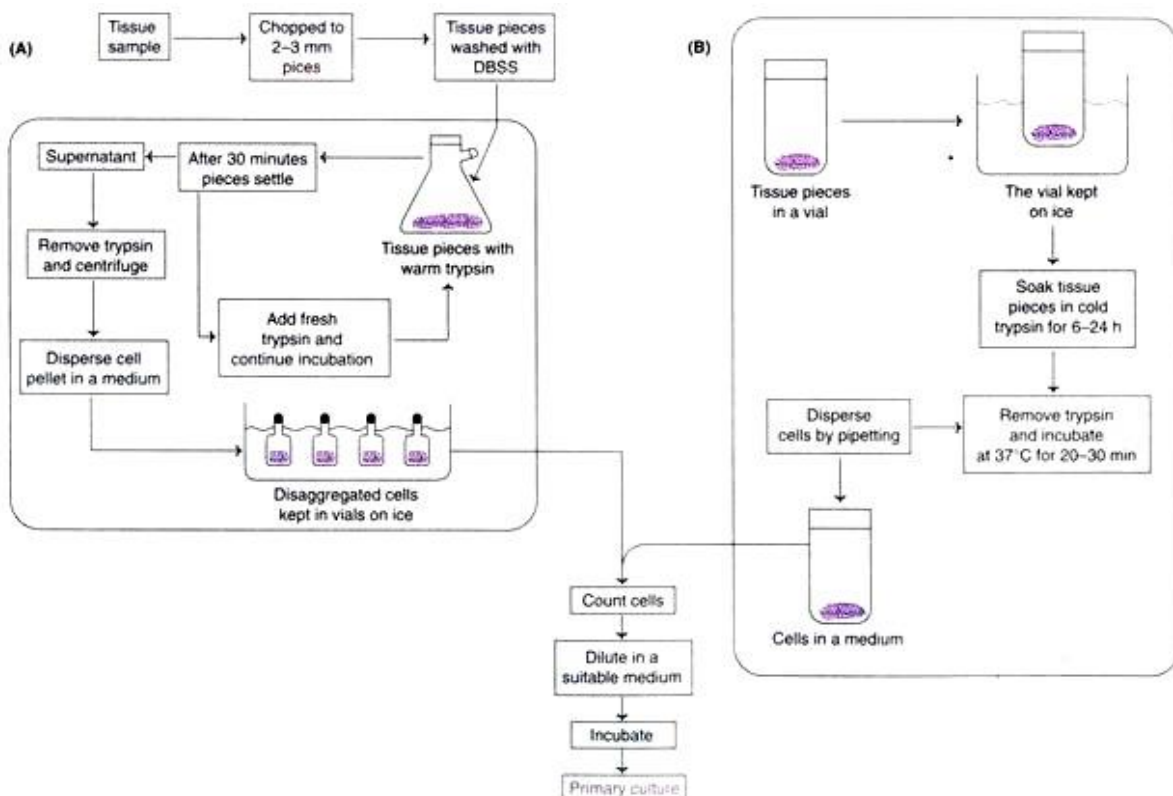 (A)
Tissue
sample
Chopped to
2–3 mm
pices
Tissue pieces
washed with
DBSS
Supernatant
After 30 minutes
pieces settle
Tissue pieces with
warm trypsin
Remove trypsin
and centrifuge
Add fresh
trypsin and
continue incubation
Disperse cell
pellet in a medium
Disaggregated cells
kept in vials on ice
(B)
Tissue pieces
in a vial
The vial kept
on ice
Soak tissue
pieces in cold
trypsin for 6–24 h
Disperse
cells by pipetting
Remove trypsin
and incubate
at 37°C for 20–30 min
Cells in a medium
Count cells
Dilute in a
suitable medium
Incubate
Primary culture